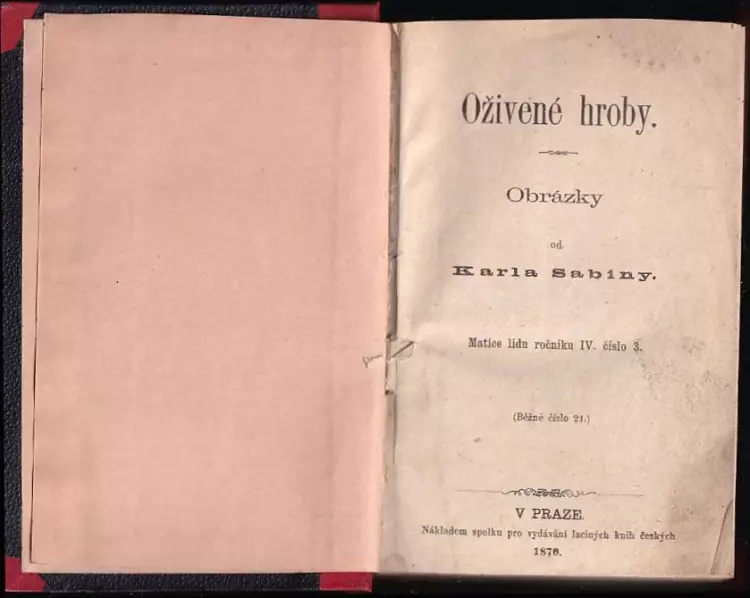 Oživené hroby.
Obrázky
od
Karla Sabiny.
Matice lidu ročníku IV. číslo 3.
(Běžné číslo 21.)
V PRAZE.
Nákladem spolku pro vydávání laciných knih českých
1870.